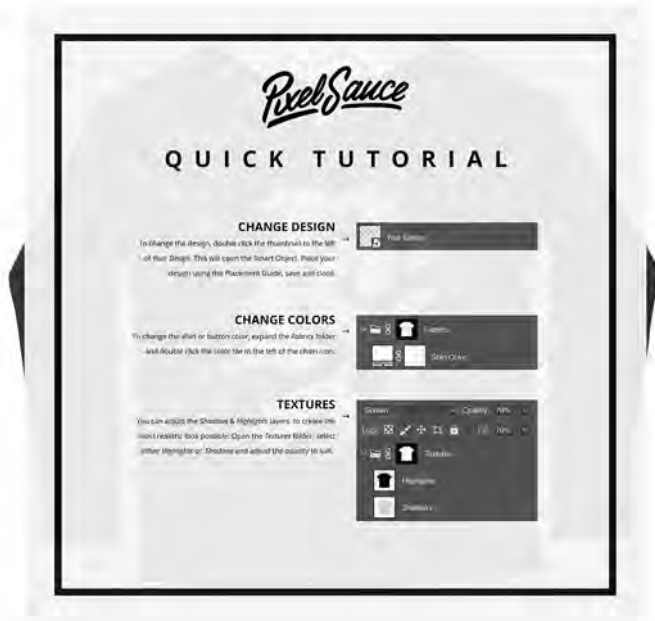 PixelSauce
QUICK TUTORIAL
CHANGE DESIGN
To change the design, double click the thumbnail to the left
of Your Design. This will open the Smart Object. Place your
design using the Placement Guide, save and close.
Your Design
CHANGE COLORS
To change the shirt or button color, expand the Fabrics folder
and double click the color tile to the left of the chain icon.
Fabrics
Shirt Color
TEXTURES
You can adjust the Shadows & Highlights layers, to create the
most realistic look possible. Open the Textures folder, select
either Highlights or Shadows and adjust the opacity to suit.
Screen Opacity: 70%
Lock: Fill: 70%
Textures
Highlights
Shadows